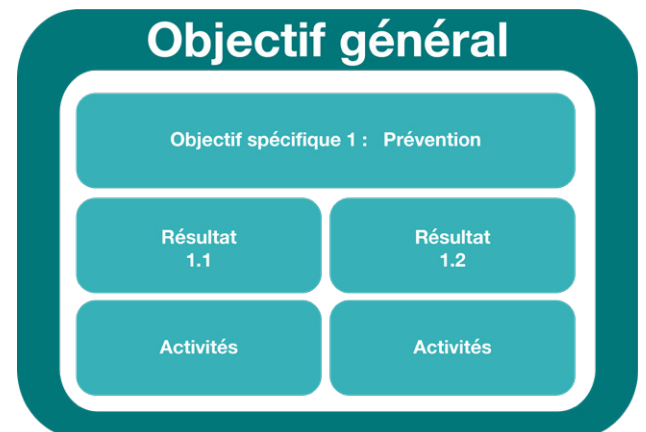 Objectif général
Objectif spécifique 1 : Prévention
Résultat
1.1
Résultat
1.2
Activités
Activités